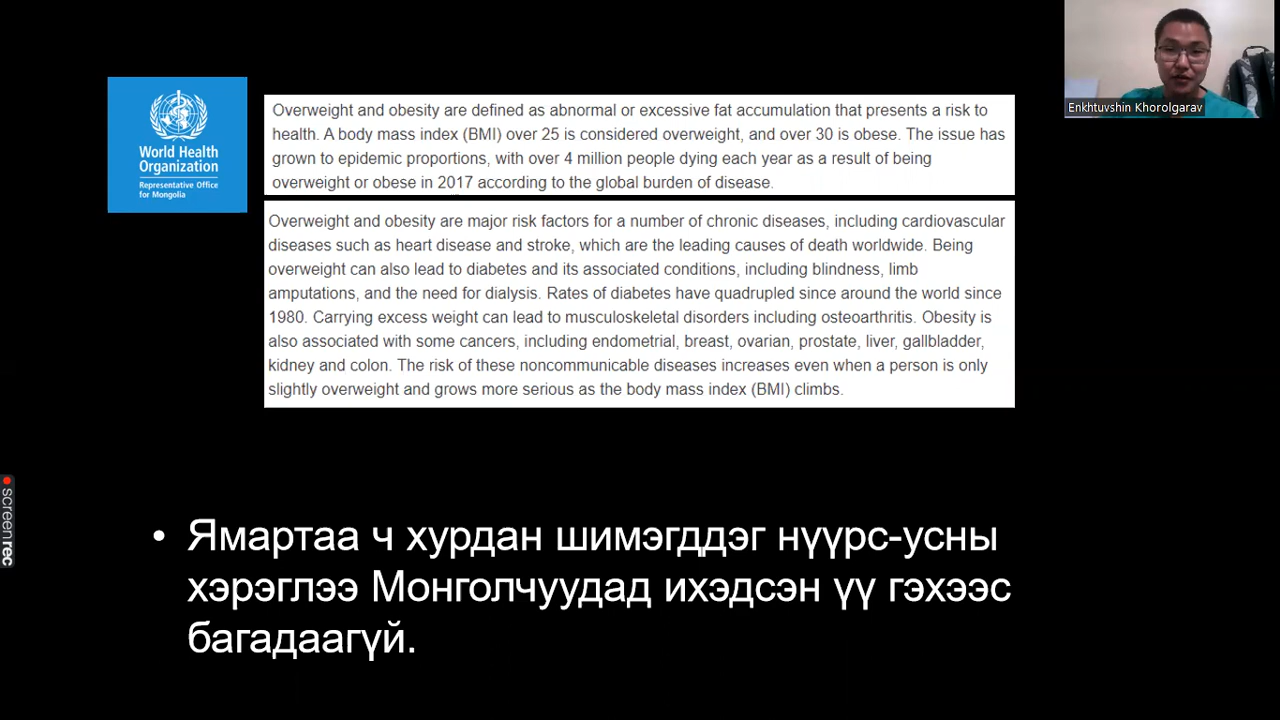 Enkhtuvshin Khorolgarav
World Health
Organization
Representative Office
for Mongolia
Overweight and obesity are defined as abnormal or excessive fat accumulation that presents a risk to
health. A body mass index (BMI) over 25 is considered overweight, and over 30 is obese. The issue has
grown to epidemic proportions, with over 4 million people dying each year as a result of being
overweight or obese in 2017 according to the global burden of disease.
Overweight and obesity are major risk factors for a number of chronic diseases, including cardiovascular
diseases such as heart disease and stroke, which are the leading causes of death worldwide. Being
overweight can also lead to diabetes and its associated conditions, including blindness, limb
amputations, and the need for dialysis. Rates of diabetes have quadrupled since around the world since
1980. Carrying excess weight can lead to musculoskeletal disorders including osteoarthritis. Obesity is
also associated with some cancers, including endometrial, breast, ovarian, prostate, liver, gallbladder,
kidney and colon. The risk of these noncommunicable diseases increases even when a person is only
slightly overweight and grows more serious as the body mass index (BMI) climbs.
screenrec
• Ямартаа ч хурдан шимэгддэг нүүрс-усны
хэрэглээ Монголчуудад ихэдсэн үү гэхээс
багадаагүй.